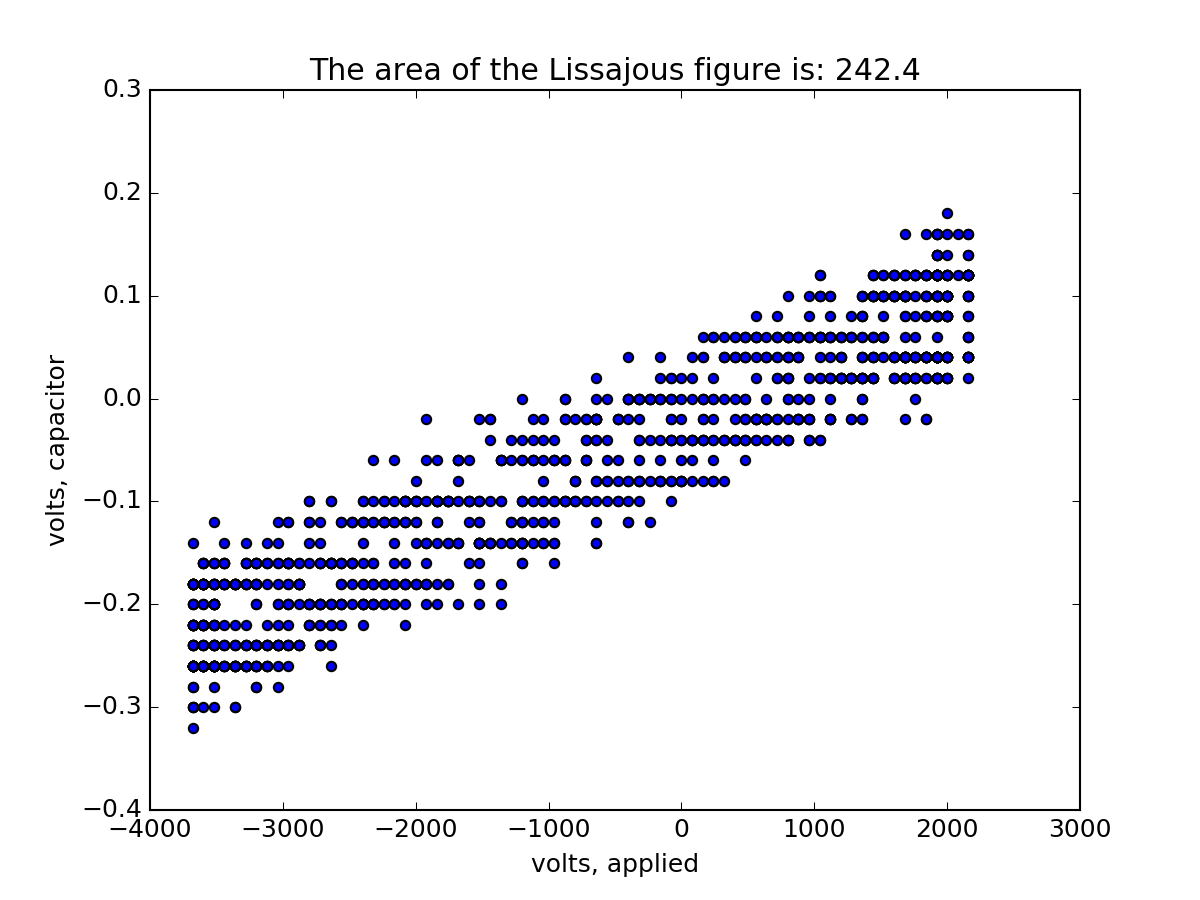 The area of the Lissajous figure is: 242.4
0.3
0.2
0.1
0.0
−0.1
−0.2
−0.3
−0.4
volts, capacitor
−4000 −3000 −2000 −1000 0 1000 2000 3000
volts, applied